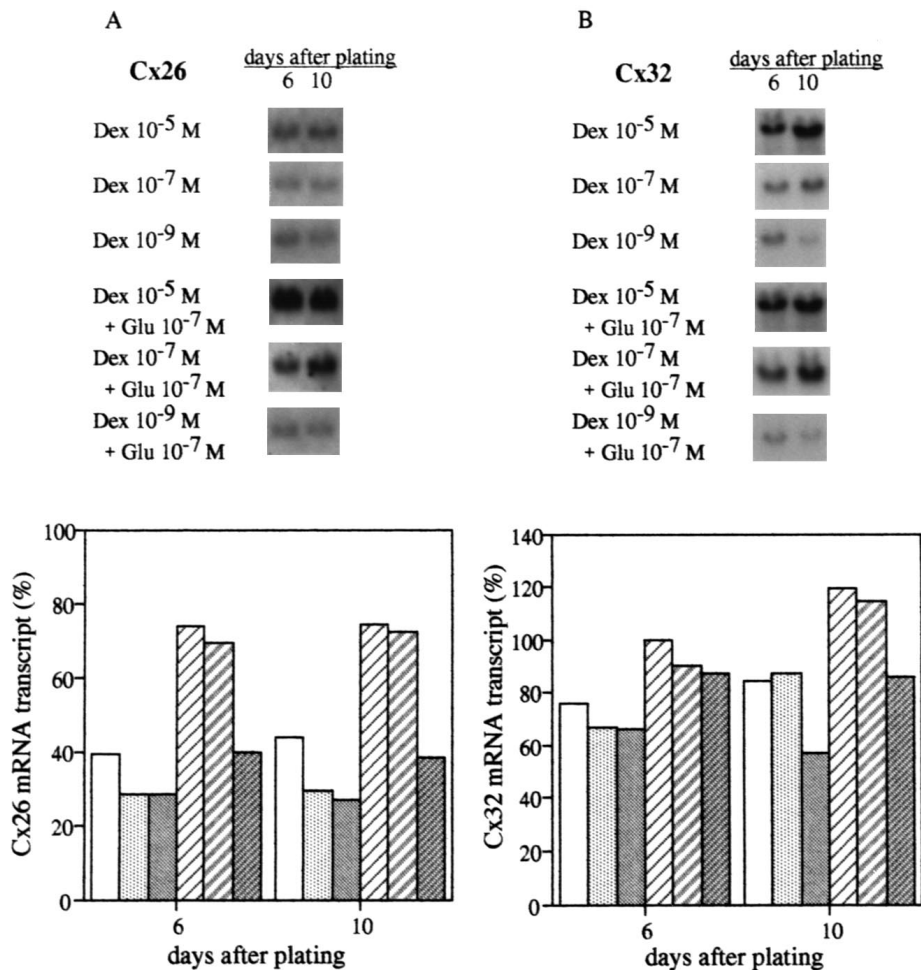 A
Cx26
days after plating
6 10
Dex 10⁻⁵ M
Dex 10⁻⁷ M
Dex 10⁻⁹ M
Dex 10⁻⁵ M
+ Glu 10⁻⁷ M
Dex 10⁻⁷ M
+ Glu 10⁻⁷ M
Dex 10⁻⁹ M
+ Glu 10⁻⁷ M
B
Cx32
days after plating
6 10
Dex 10⁻⁵ M
Dex 10⁻⁷ M
Dex 10⁻⁹ M
Dex 10⁻⁵ M
+ Glu 10⁻⁷ M
Dex 10⁻⁷ M
+ Glu 10⁻⁷ M
Dex 10⁻⁹ M
+ Glu 10⁻⁷ M
Cx26 mRNA transcript (%)
100
80
60
40
20
0
6 10
days after plating
Cx32 mRNA transcript (%)
140
120
100
80
60
40
20
0
6 10
days after plating